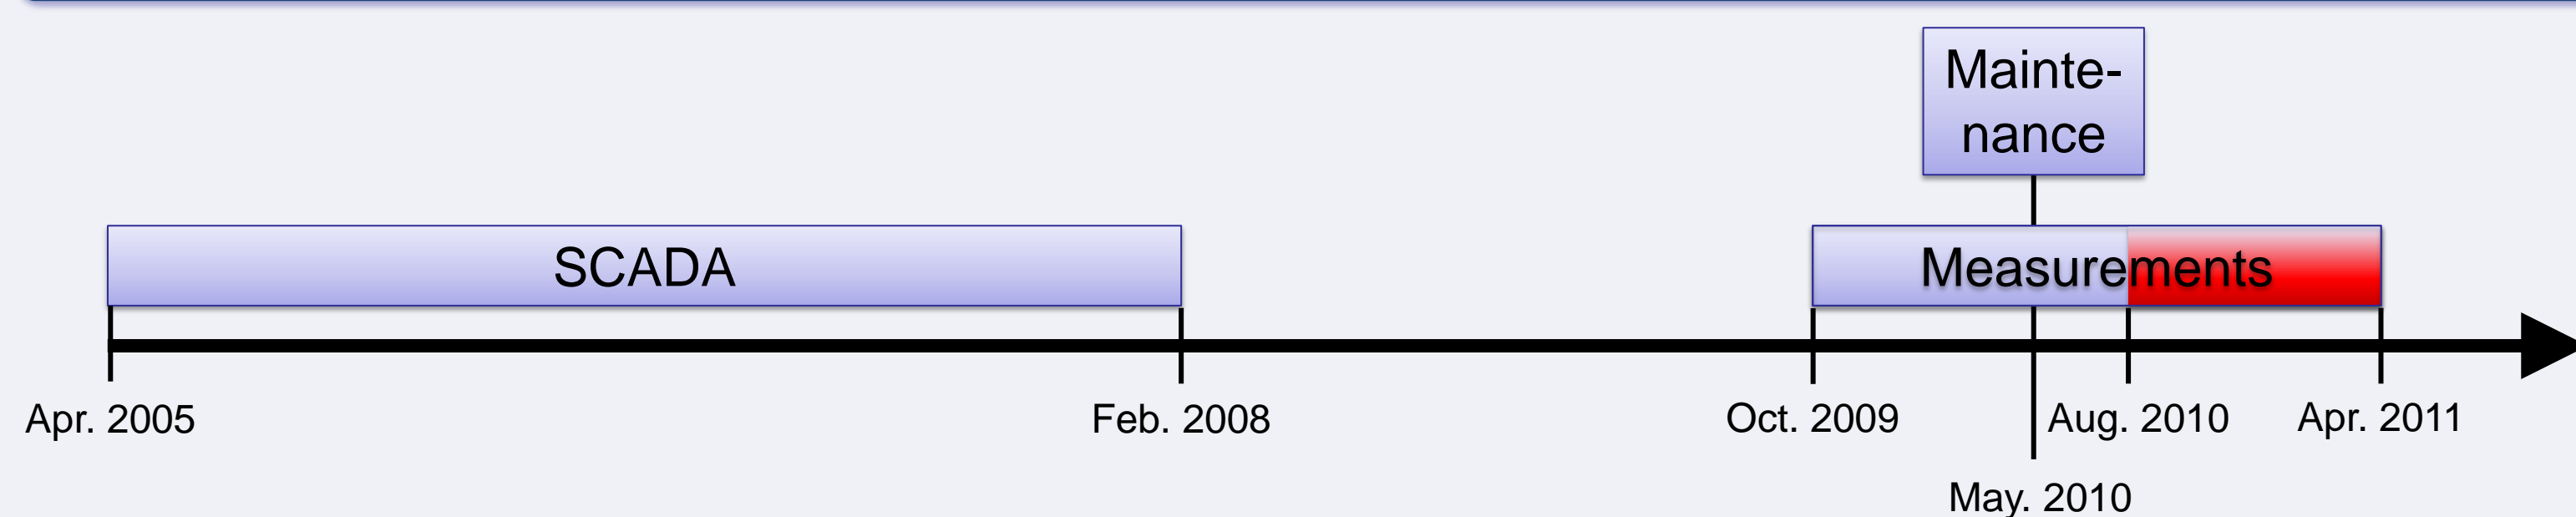 Mainte-
nance
SCADA
Measurements
Apr. 2005
Feb. 2008
Oct. 2009
Aug. 2010
Apr. 2011
May. 2010